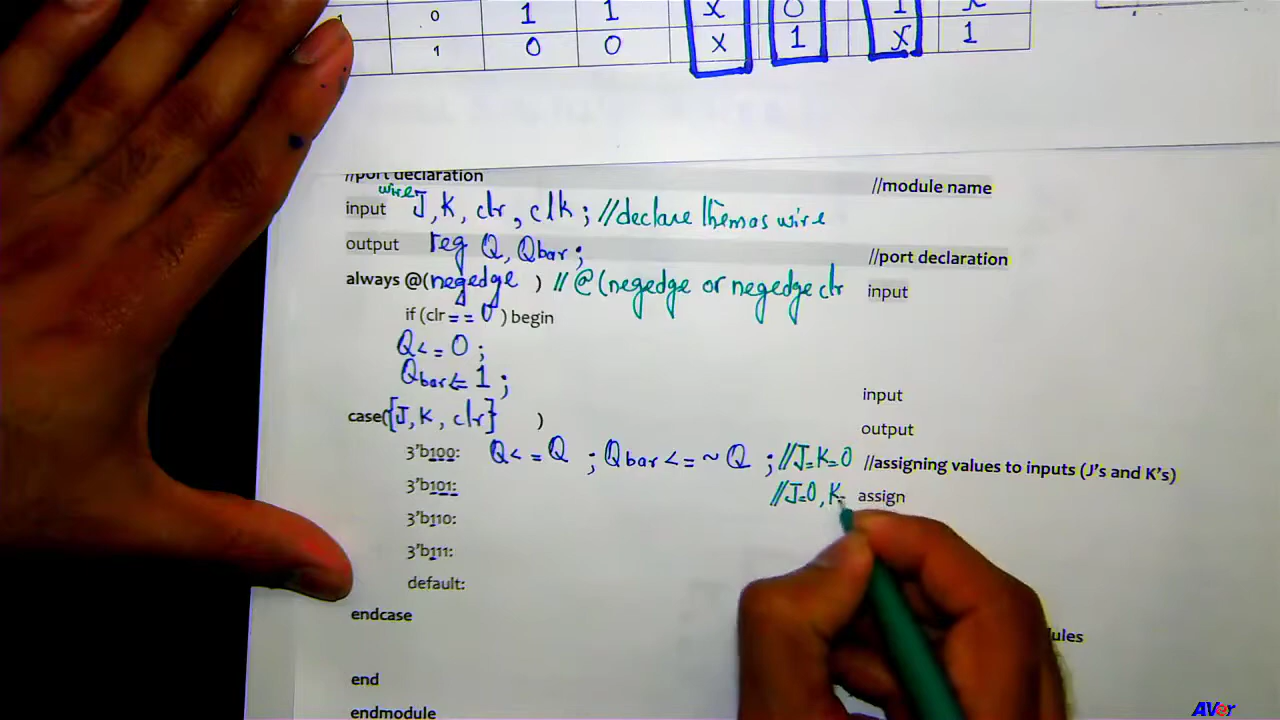 1 0 1 1 x 0 1 x
1 0 0 x 1 x 1
//port declaration
//module name
wire
input J, K, clr, clk ; //declare them as wire
output reg Q, Qbar ;
//port declaration
always @(negedge ) // @ (negedge or negedge clr
input
if (clr == 0 ) begin
Q <= 0 ;
Qbar <= 1 ;
input
case({J, K, clr} )
output
3'b100: Q <= Q ; Qbar <= ~ Q ; //J=K=0
//assigning values to inputs (J's and K's)
3'b101: //J=0, K=
assign
3'b110:
3'b111:
default:
endcase
ules
end
endmodule
AVer